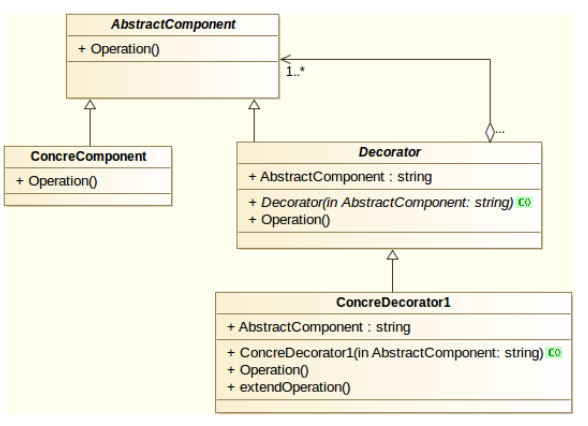 AbstractComponent
+ Operation()
1..*
...
ConcreComponent
+ Operation()
Decorator
+ AbstractComponent : string
+ Decorator(in AbstractComponent: string) C()
+ Operation()
ConcreDecorator1
+ AbstractComponent : string
+ ConcreDecorator1(in AbstractComponent: string) C()
+ Operation()
+ extendOperation()